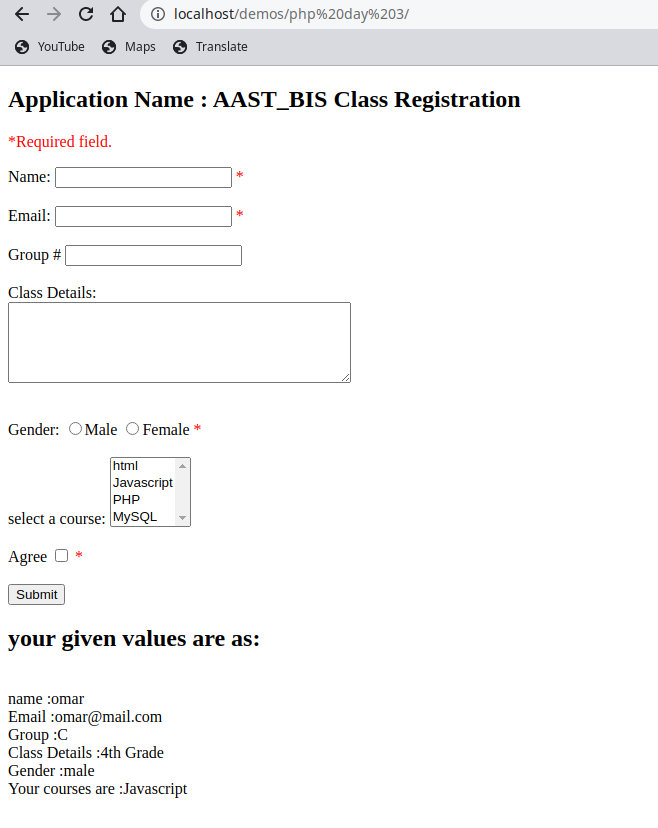 localhost/demos/php%20day%203/
YouTube Maps Translate
Application Name : AAST_BIS Class Registration
*Required field.
Name: *
Email: *
Group #
Class Details:
Gender: Male Female *
html
Javascript
PHP
MySQL
select a course:
Agree *
Submit
your given values are as:
name :omar
Email :omar@mail.com
Group :C
Class Details :4th Grade
Gender :male
Your courses are :Javascript